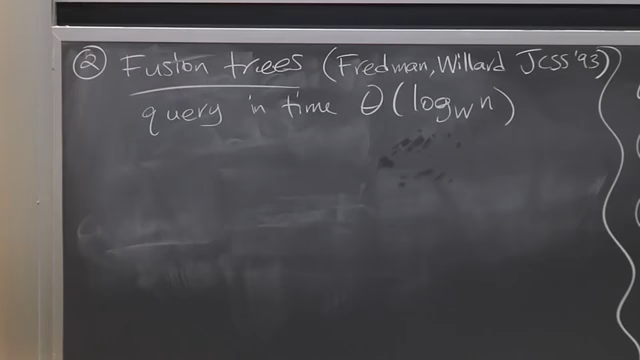 ② Fusion trees (Fredman, Willard JCSS '93)
query in time Θ(log_w n)